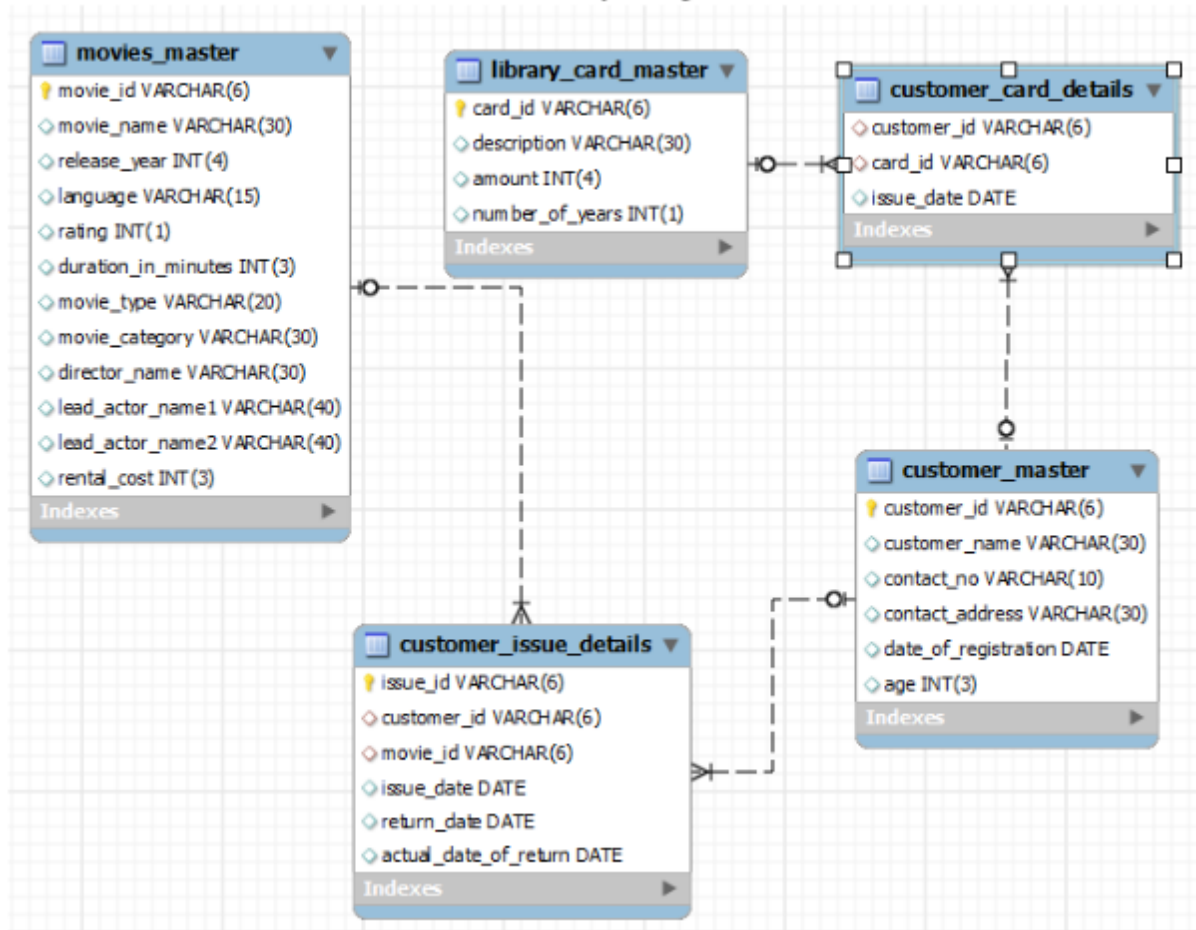 movies_master
movie_id VARCHAR(6)
movie_name VARCHAR(30)
release_year INT(4)
language VARCHAR(15)
rating INT(1)
duration_in_minutes INT(3)
movie_type VARCHAR(20)
movie_category VARCHAR(30)
director_name VARCHAR(30)
lead_actor_name1 VARCHAR(40)
lead_actor_name2 VARCHAR(40)
rental_cost INT(3)
Indexes
library_card_master
card_id VARCHAR(6)
description VARCHAR(30)
amount INT(4)
number_of_years INT(1)
Indexes
customer_card_details
customer_id VARCHAR(6)
card_id VARCHAR(6)
issue_date DATE
Indexes
customer_master
customer_id VARCHAR(6)
customer_name VARCHAR(30)
contact_no VARCHAR(10)
contact_address VARCHAR(30)
date_of_registration DATE
age INT(3)
Indexes
customer_issue_details
issue_id VARCHAR(6)
customer_id VARCHAR(6)
movie_id VARCHAR(6)
issue_date DATE
return_date DATE
actual_date_of_return DATE
Indexes